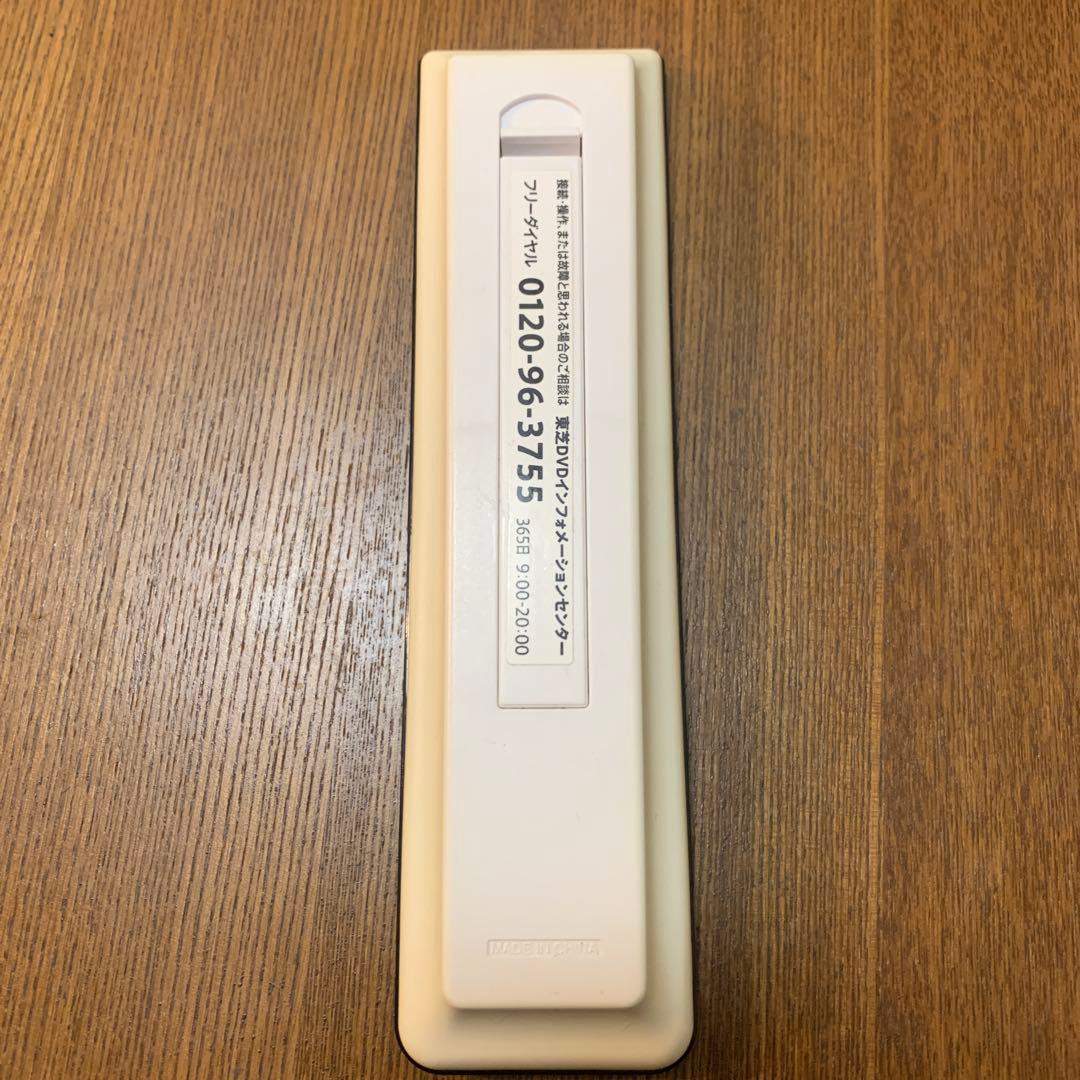 接続・操作、または故障と思われる場合のご相談は 東芝DVDインフォメーションセンター
フリーダイヤル 0120-96-3755 365日 9:00-20:00
MADE IN CHINA